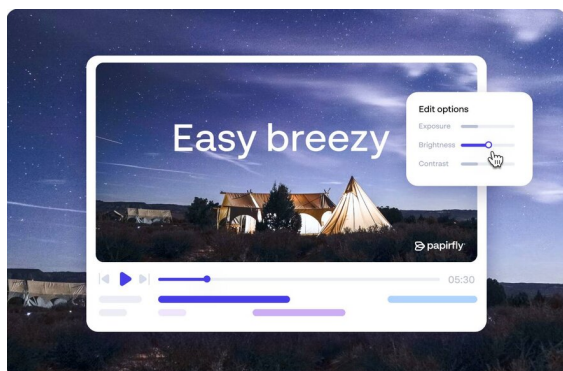 Easy breezy
Edit options
Exposure
Brightness
Contrast
papirfly
05:30